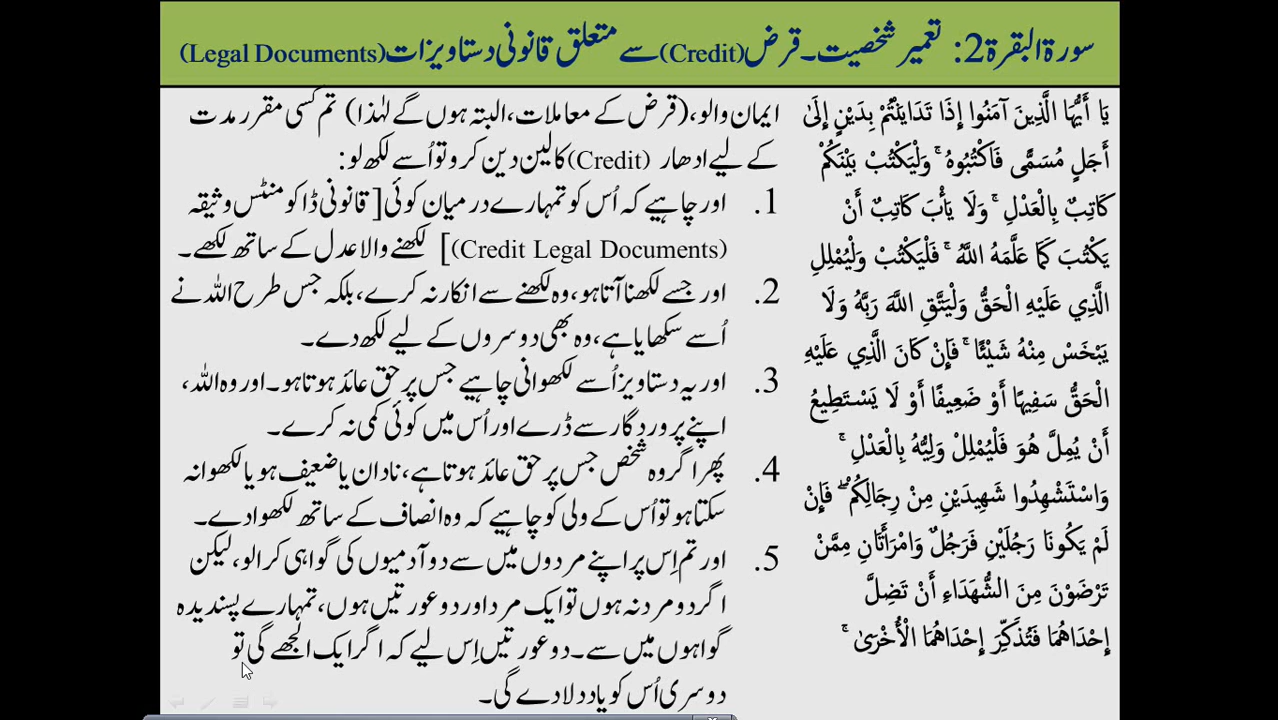 سورۃ البقرۃ 2: تعمیر شخصیت۔ قرض (Credit) سے متعلق قانونی دستاویزات (Legal Documents)
يَا أَيُّهَا الَّذِينَ آمَنُوا إِذَا تَدَايَنْتُمْ بِدَيْنٍ إِلَىٰ
أَجَلٍ مُسَمًّى فَاكْتُبُوهُ ۚ وَلْيَكْتُبْ بَيْنَكُمْ
كَاتِبٌ بِالْعَدْلِ ۚ وَلَا يَأْبَ كَاتِبٌ أَنْ
يَكْتُبَ كَمَا عَلَّمَهُ اللَّهُ ۚ فَلْيَكْتُبْ وَلْيُمْلِلِ
الَّذِي عَلَيْهِ الْحَقُّ وَلْيَتَّقِ اللَّهَ رَبَّهُ وَلَا
يَبْخَسْ مِنْهُ شَيْئًا ۚ فَإِنْ كَانَ الَّذِي عَلَيْهِ
الْحَقُّ سَفِيهًا أَوْ ضَعِيفًا أَوْ لَا يَسْتَطِيعُ
أَنْ يُمِلَّ هُوَ فَلْيُمْلِلْ وَلِيُّهُ بِالْعَدْلِ ۚ
وَاسْتَشْهِدُوا شَهِيدَيْنِ مِنْ رِجَالِكُمْ ۖ فَإِنْ
لَمْ يَكُونَا رَجُلَيْنِ فَرَجُلٌ وَامْرَأَتَانِ مِمَّنْ
تَرْضَوْنَ مِنَ الشُّهَدَاءِ أَنْ تَضِلَّ
إِحْدَاهُمَا فَتُذَكِّرَ إِحْدَاهُمَا الْأُخْرَىٰ ۚ
ایمان والو، (قرض کے معاملات، البتہ ہوں گے لہٰذا) تم کسی مقرر مدت
کے لیے ادھار (Credit) کا لین دین کرو تو اُسے لکھ لو:
1. اور چاہیے کہ اُس کو تمہارے درمیان کوئی [قانونی ڈاکومنٹس وثیقہ
(Credit Legal Documents)] لکھنے والا عدل کے ساتھ لکھے۔
2. اور جسے لکھنا آتا ہو، وہ لکھنے سے انکار نہ کرے، بلکہ جس طرح اللہ نے
اُسے سکھایا ہے، وہ بھی دوسروں کے لیے لکھ دے۔
3. اور یہ دستاویز اُسے لکھوانی چاہیے جس پر حق عائد ہوتا ہو۔ اور وہ اللہ،
اپنے پروردگار سے ڈرے اور اُس میں کوئی کمی نہ کرے۔
4. پھر اگر وہ شخص جس پر حق عائد ہوتا ہے، نادان یا ضعیف ہو یا لکھوا نہ
سکتا ہو تو اُس کے ولی کو چاہیے کہ وہ انصاف کے ساتھ لکھوا دے۔
5. اور تم اِس پر اپنے مردوں میں سے دو آدمیوں کی گواہی کرا لو، لیکن
اگر دو مرد نہ ہوں تو ایک مرد اور دو عورتیں ہوں، تمہارے پسندیدہ
گواہوں میں سے۔ دو عورتیں اِس لیے کہ اگر ایک الجھے گی تو
دوسری اُس کو یاد دلا دے گی۔